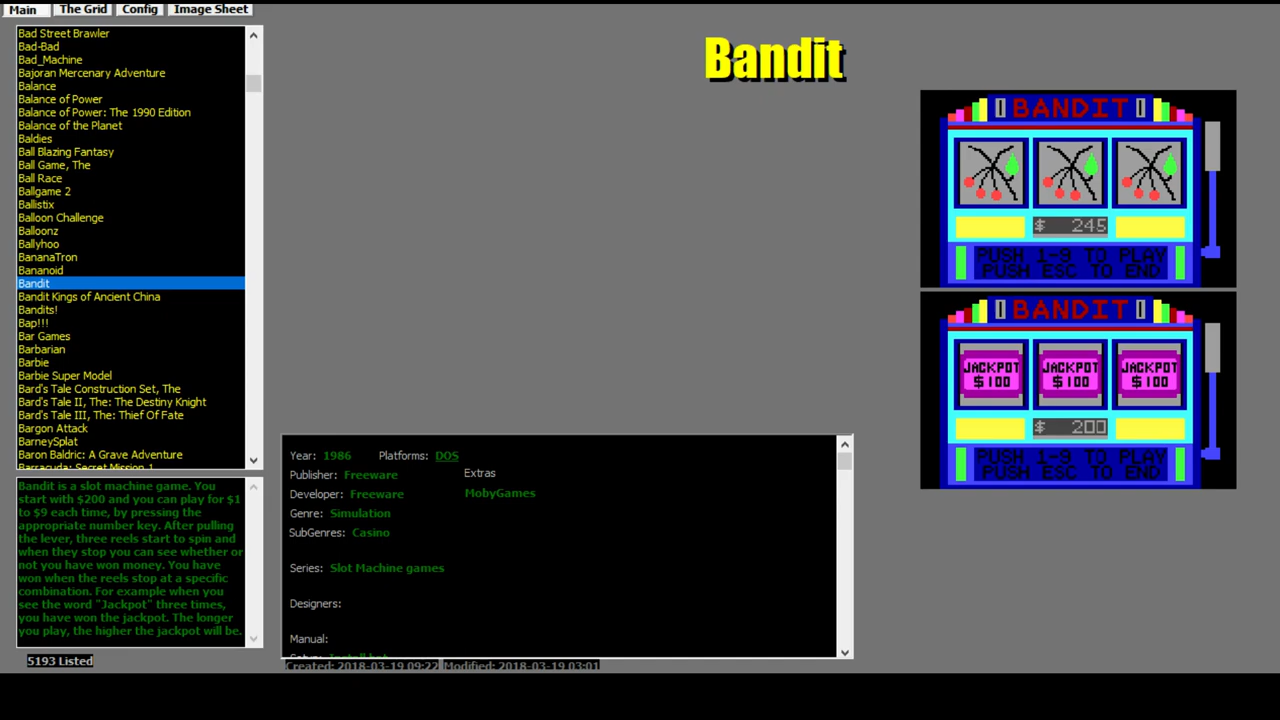 Main The Grid Config Image Sheet
Bad Street Brawler
Bad-Bad
Bad_Machine
Bajoran Mercenary Adventure
Balance
Balance of Power
Balance of Power: The 1990 Edition
Balance of the Planet
Baldies
Ball Blazing Fantasy
Ball Game, The
Ball Race
Ballgame 2
Ballistix
Balloon Challenge
Balloonz
Ballyhoo
BananaTron
Bananoid
Bandit
Bandit Kings of Ancient China
Bandits!
Bap!!!
Bar Games
Barbarian
Barbie
Barbie Super Model
Bard's Tale Construction Set, The
Bard's Tale II, The: The Destiny Knight
Bard's Tale III, The: Thief Of Fate
Bargon Attack
BarneySplat
Baron Baldric: A Grave Adventure
Barracuda: Secret Mission 1
Bandit is a slot machine game. You
start with $200 and you can play for $1
to $9 each time, by pressing the
appropriate number key. After pulling
the lever, three reels start to spin and
when they stop you can see whether or
not you have won money. You have
won when the reels stop at a specific
combination. For example when you
see the word "Jackpot" three times,
you have won the jackpot. The longer
you play, the higher the jackpot will be.
5193 Listed
Bandit
Year: 1986 Platforms: DOS
Publisher: Freeware Extras
Developer: Freeware MobyGames
Genre: Simulation
SubGenres: Casino
Series: Slot Machine games
Designers:
Manual:
Setup: Install.bat
Created: 2018-03-19 09:22 Modified: 2018-03-19 03:01
BANDIT
$ 245
PUSH 1-9 TO PLAY
PUSH ESC TO END
BANDIT
JACKPOT JACKPOT JACKPOT
$100 $100 $100
$ 200
PUSH 1-9 TO PLAY
PUSH ESC TO END